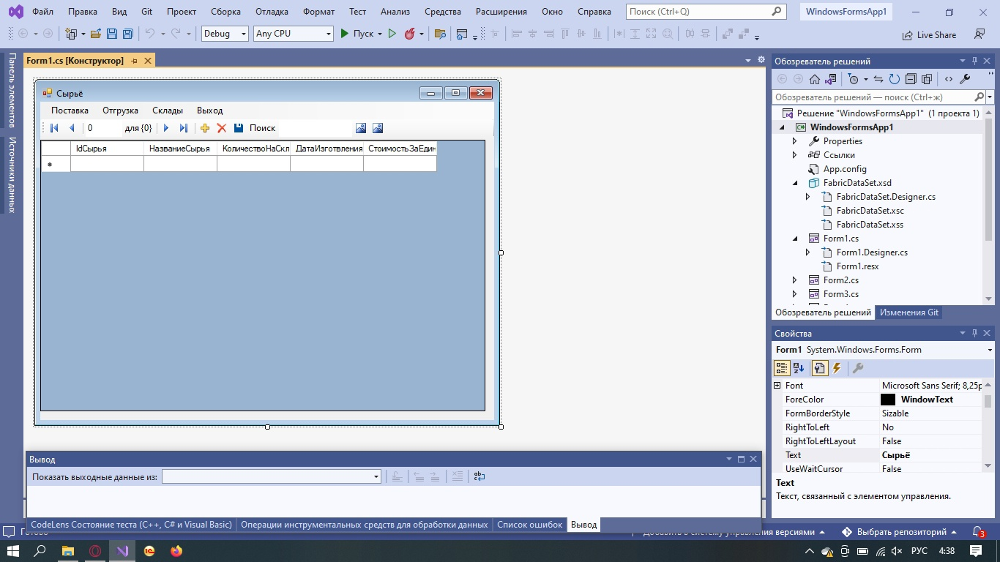 Файл Правка Вид Git Проект Сборка Отладка Формат Тест Анализ Средства Расширения Окно Справка Поиск (Ctrl+Q) WindowsFormsApp1
Debug Any CPU Пуск Live Share
Панель элементов
Источники данных
Form1.cs [Конструктор]
Сырьё
Поставка Отгрузка Склады Выход
0 для {0} Поиск
IdСырья НазваниеСырья КоличествоНаСкл ДатаИзготвления СтоимостьЗаЕдин
Обозреватель решений
Обозреватель решений — поиск (Ctrl+ж)
Решение "WindowsFormsApp1" (1 проекта 1)
WindowsFormsApp1
Properties
Ссылки
App.config
FabricDataSet.xsd
FabricDataSet.Designer.cs
FabricDataSet.xsc
FabricDataSet.xss
Form1.cs
Form1.Designer.cs
Form1.resx
Form2.cs
Form3.cs
Обозреватель решений Изменения Git
Свойства
Form1 System.Windows.Forms.Form
Font Microsoft Sans Serif; 8,25p
ForeColor WindowText
FormBorderStyle Sizable
RightToLeft No
RightToLeftLayout False
Text Сырьё
UseWaitCursor False
Text
Текст, связанный с элементом управления.
Вывод
Показать выходные данные из:
CodeLens Состояние теста (C++, C# и Visual Basic) Операции инструментальных средств для обработки данных Список ошибок Вывод
Готово Добавить в систему управления версиями Выбрать репозиторий 3
РУС 4:38